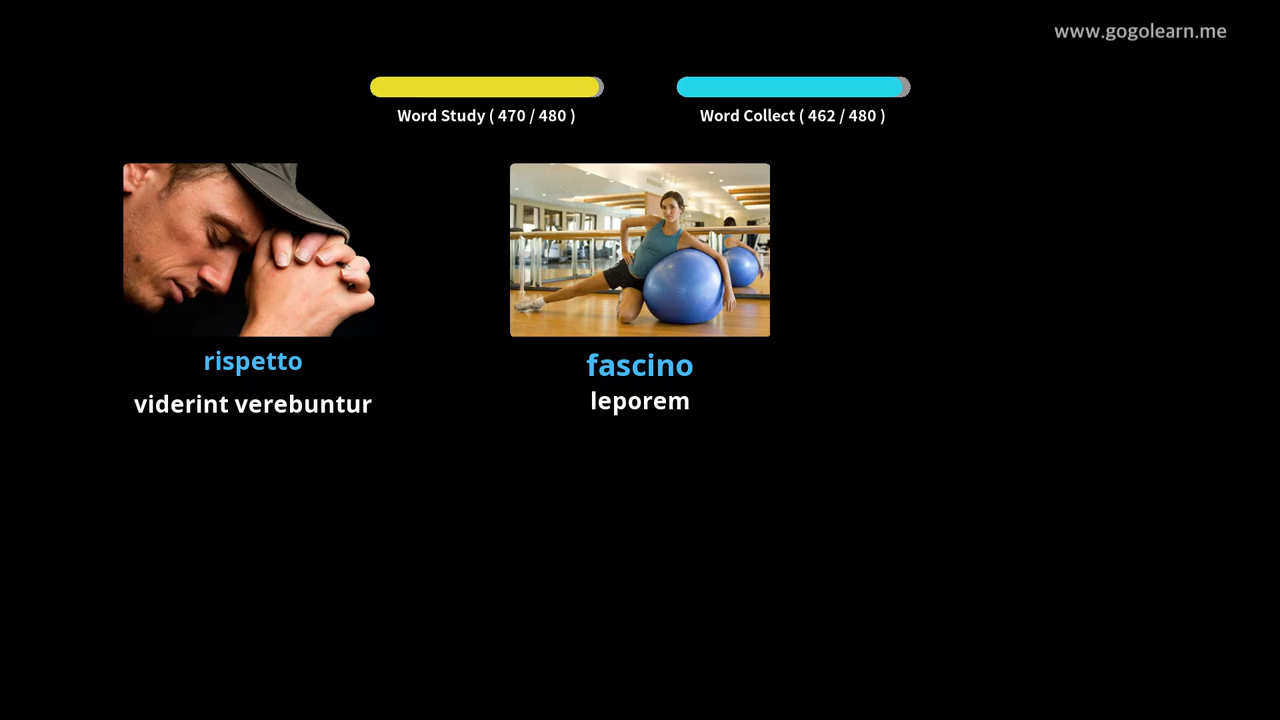 www.gogolearn.me
Word Study ( 470 / 480 )
Word Collect ( 462 / 480 )
rispetto
viderint verebuntur
fascino
leporem